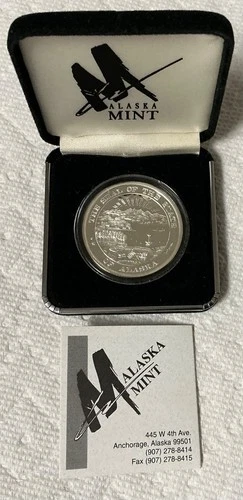 ALASKA
MINT
THE SEAL OF THE STATE
OF ALASKA
ALASKA
MINT
445 W 4th Ave.
Anchorage, Alaska 99501
(907) 278-8414
Fax (907) 278-8415